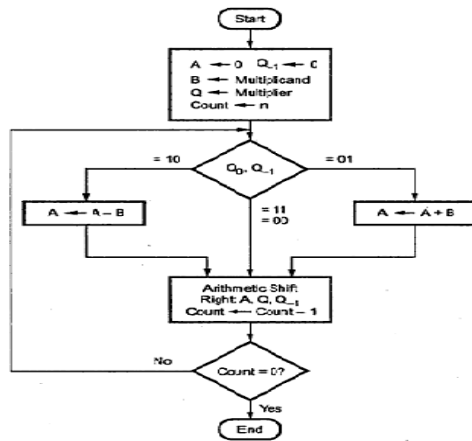 Start
A ← 0 Q₋₁ ← 0
B ← Multiplicand
Q ← Multiplier
Count ← n
= 10
Q₀, Q₋₁
= 01
A ← A – B
= 11
= 00
A ← A + B
Arithmetic Shift
Right: A, Q, Q₋₁
Count ← Count – 1
No
Count = 0?
Yes
End